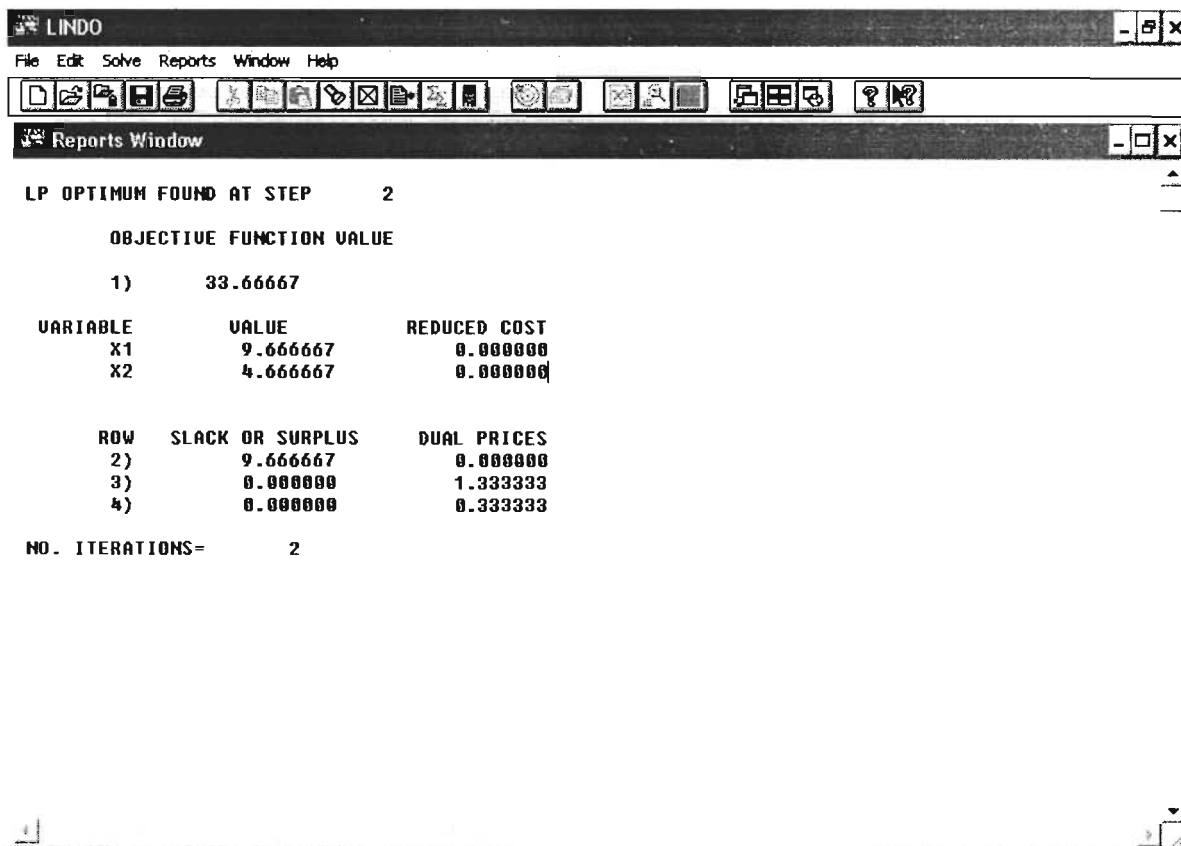 LINDO
File Edit Solve Reports Window Help
Reports Window
LP OPTIMUM FOUND AT STEP 2
OBJECTIVE FUNCTION VALUE
1) 33.66667
VARIABLE VALUE REDUCED COST
X1 9.666667 0.000000
X2 4.666667 0.000000
ROW SLACK OR SURPLUS DUAL PRICES
2) 9.666667 0.000000
3) 0.000000 1.333333
4) 0.000000 0.333333
NO. ITERATIONS= 2